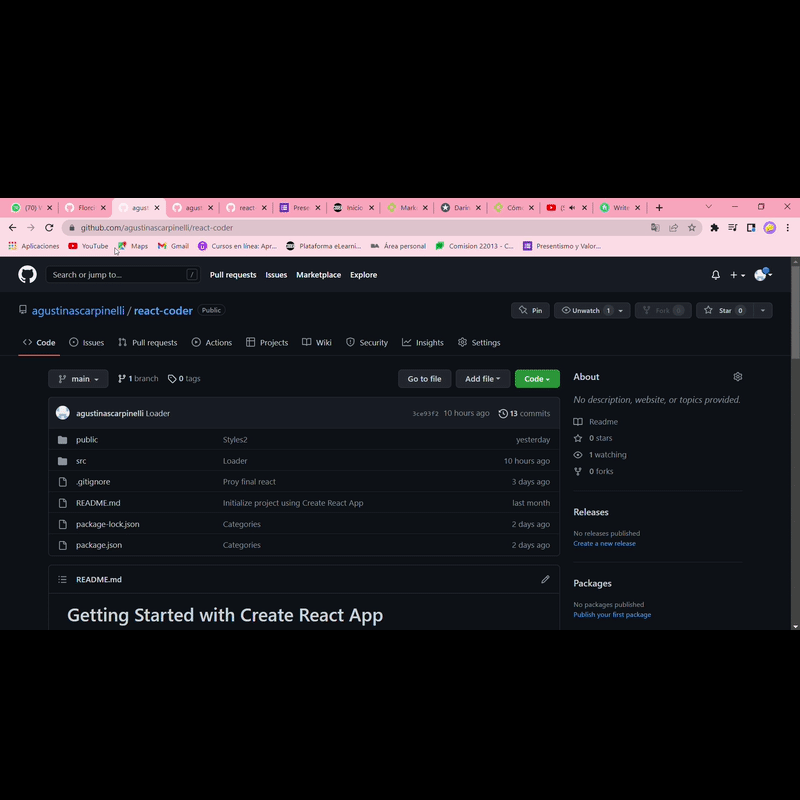 (70) Florci agust agust react Prese Inicio Mark Darin Cómo Write
github.com/agustinascarpinelli/react-coder
Aplicaciones YouTube Maps Gmail Cursos en línea: Apr... Plataforma eLearni... BA Área personal Comision 22013 - C... Presentismo y Valor...
Search or jump to... / Pull requests Issues Marketplace Explore
agustinascarpinelli / react-coder Public Pin Unwatch 1 Fork 0 Star 0
Code Issues Pull requests Actions Projects Wiki Security Insights Settings
main 1 branch 0 tags Go to file Add file Code
agustinascarpinelli Loader 3ce93f2 10 hours ago 13 commits
public Styles2 yesterday
src Loader 10 hours ago
.gitignore Proy final react 3 days ago
README.md Initialize project using Create React App last month
package-lock.json Categories 2 days ago
package.json Categories 2 days ago
README.md
Getting Started with Create React App
About
No description, website, or topics provided.
Readme
0 stars
1 watching
0 forks
Releases
No releases published
Create a new release
Packages
No packages published
Publish your first package